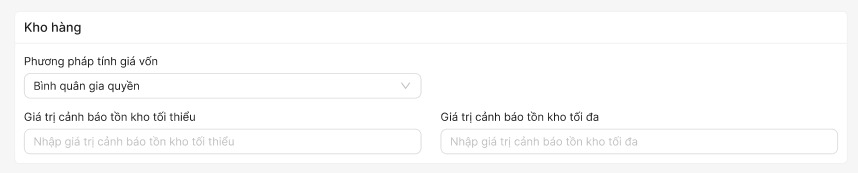 Kho hàng
Phương pháp tính giá vốn
Bình quân gia quyền
Giá trị cảnh báo tồn kho tối thiểu
Giá trị cảnh báo tồn kho tối đa
Nhập giá trị cảnh báo tồn kho tối thiểu
Nhập giá trị cảnh báo tồn kho tối đa